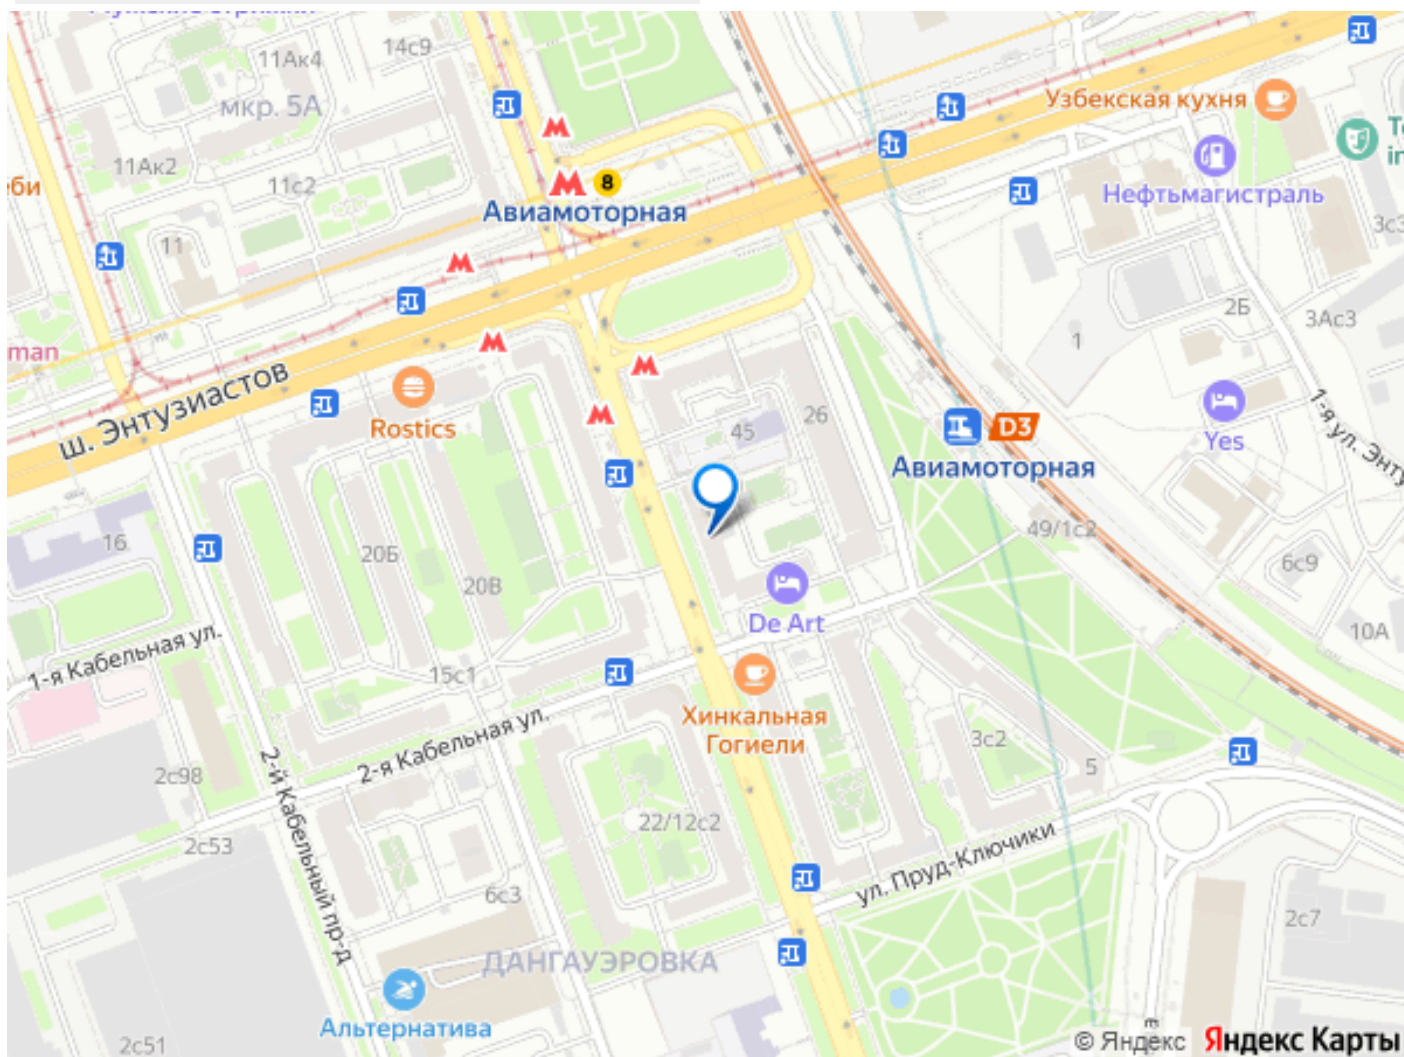 14с9
11Ак4
мкр. 5А
Узбекская кухня
11Ак2
11с2
8
Авиамоторная
Нефтьмагистраль
11
3с3
2Б
3Ас3
1
man
ш. Энтузиастов
Rostics
45
26
D3
Авиамоторная
Yes
1-я ул. Энту
16
20Б
20В
49/1с2
6с9
De Art
10А
1-я Кабельная ул.
15с1
2-я Кабельная ул.
Хинкальная
Гогиели
3с2
5
2с98
2-й Кабельный пр-д
22/12с2
2с53
ул. Пруд-Ключики
6с3
2с7
ДАНГАУЭРОВКА
Альтернатива
2с51
© Яндекс Яндекс Карты